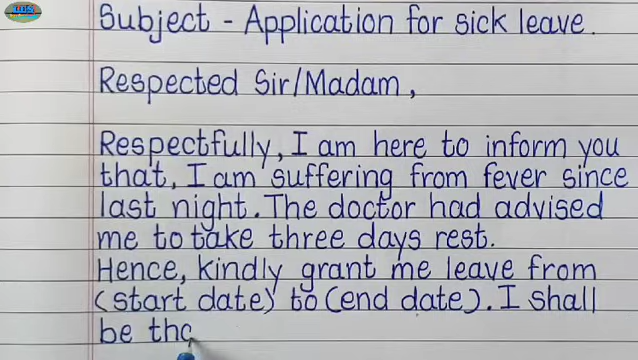 Subject - Application for sick leave.
Respected Sir/Madam,
Respectfully, I am here to inform you
that, I am suffering from fever since
last night. The doctor had advised
me to take three days rest.
Hence, kindly grant me leave from
(start date) to (end date). I shall
be tha